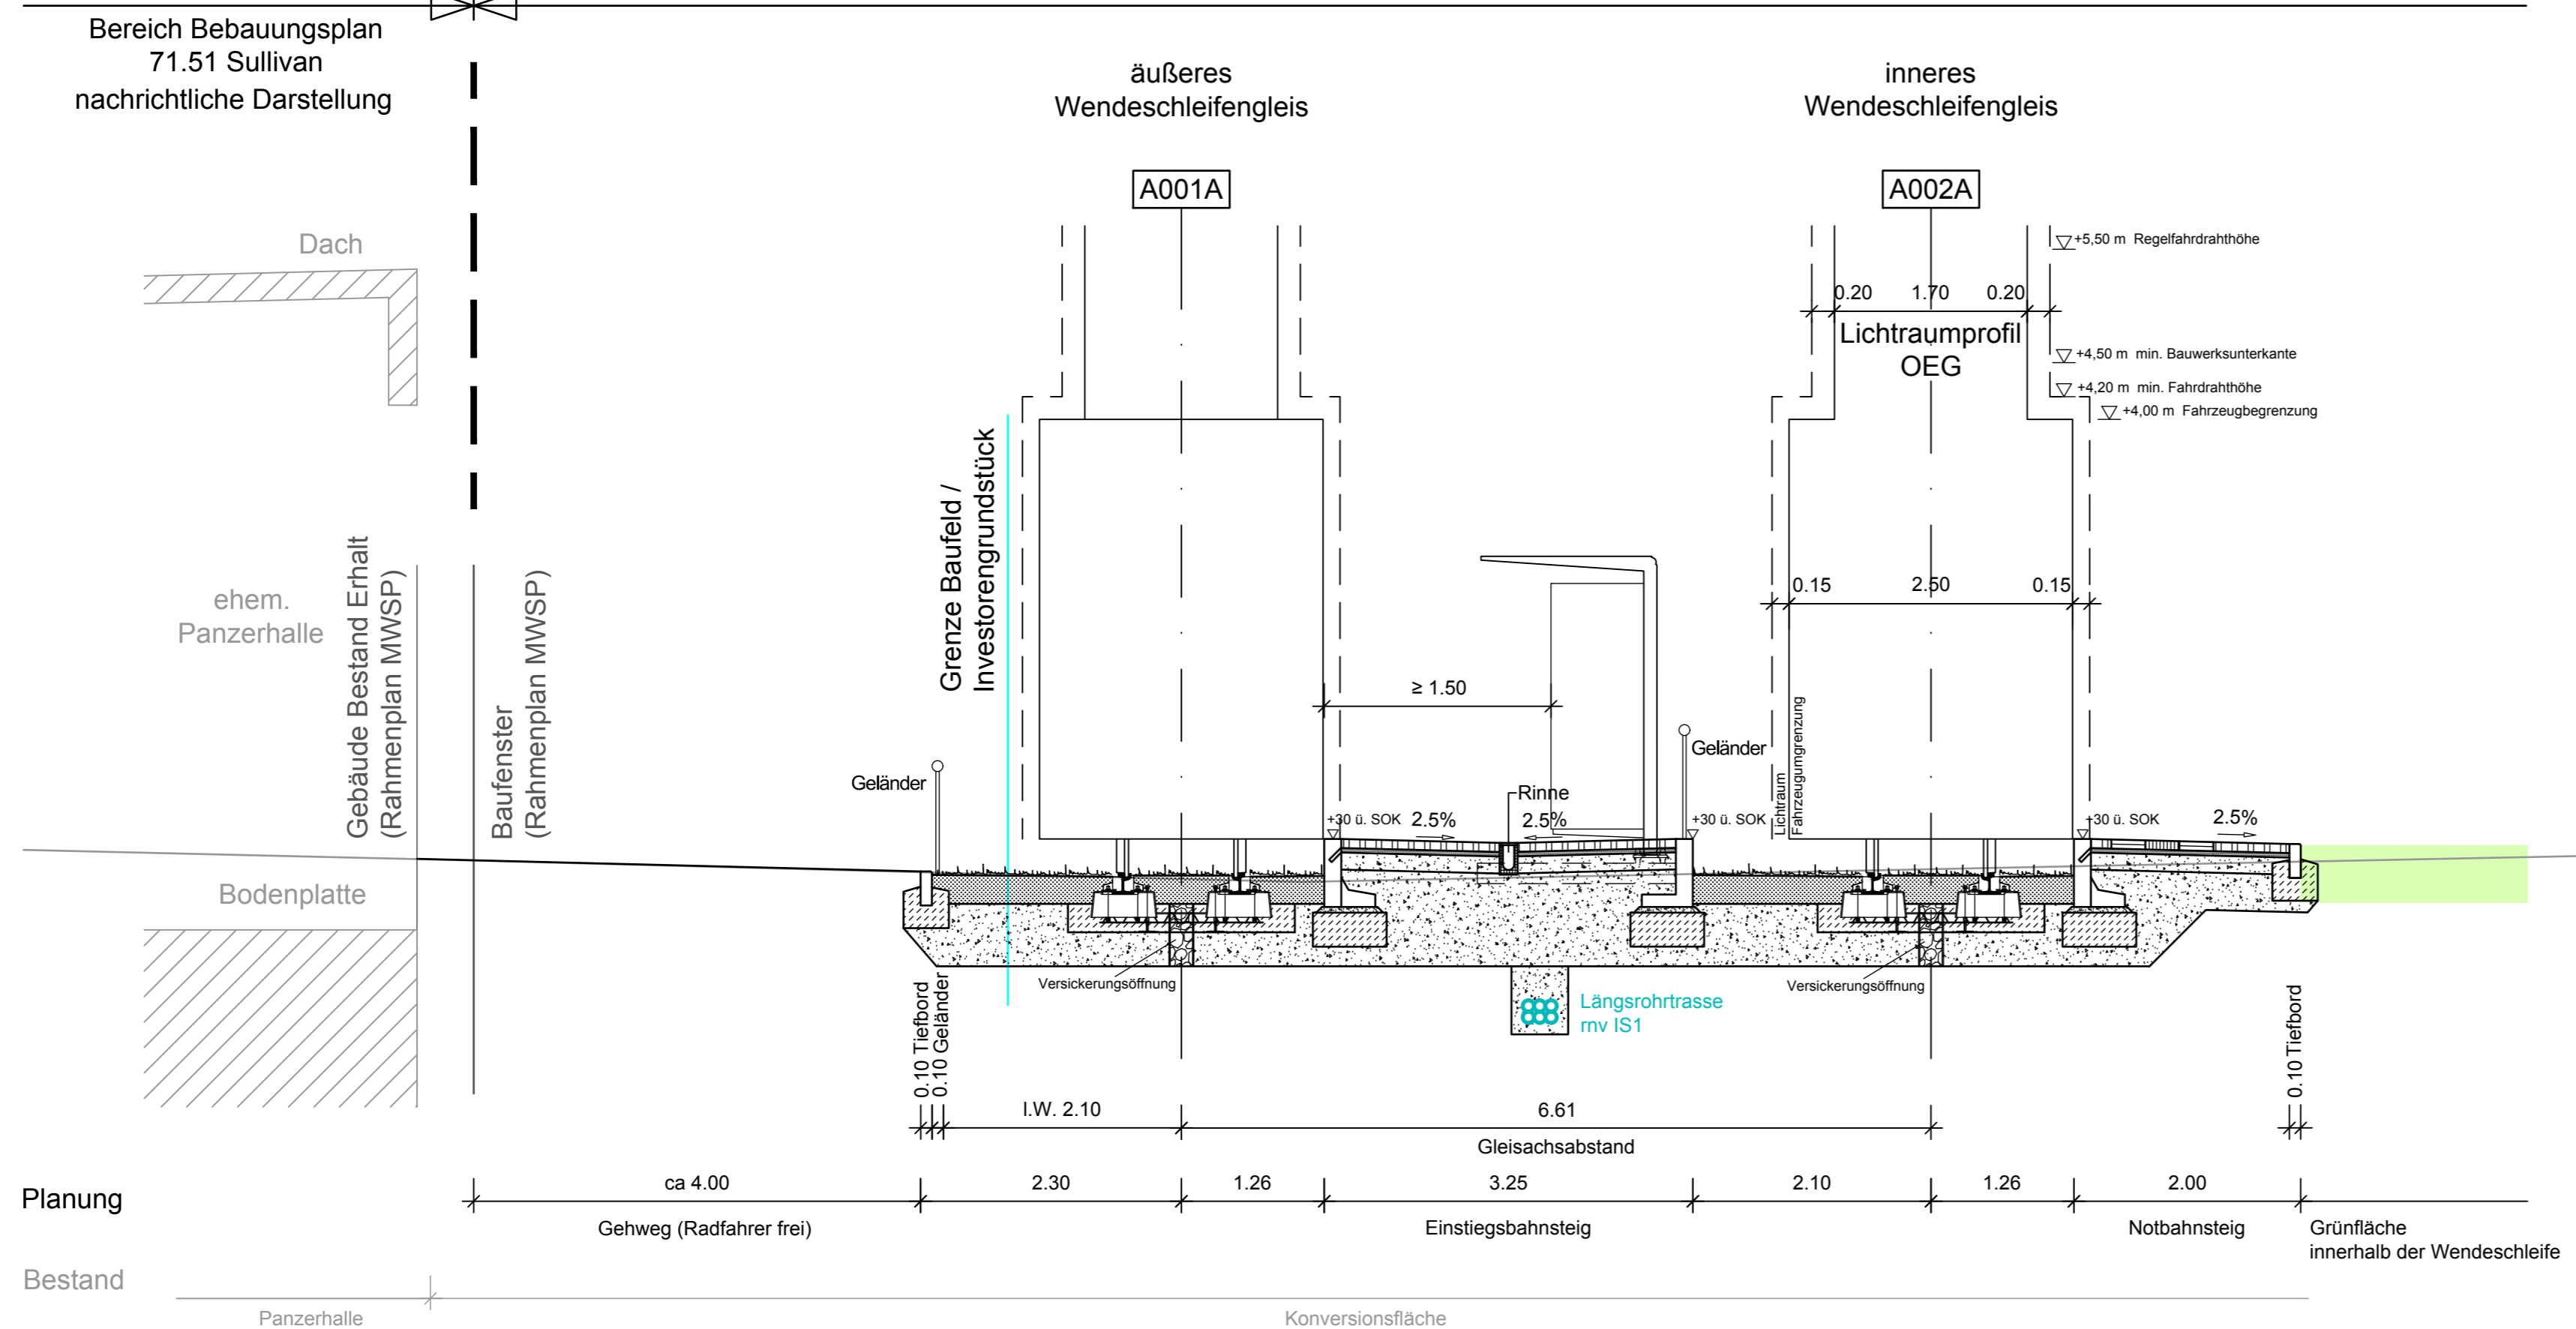 Bereich Bebauungsplan
71.51 Sullivan
nachrichtliche Darstellung
äußeres
Wendeschleifengleis
inneres
Wendeschleifengleis
A001A
A002A
Dach
+5,50 m Regelfahrdrahthöhe
0.20 1.70 0.20
Lichtraumprofil
OEG
+4,50 m min. Bauwerksunterkante
+4,20 m min. Fahrdrahthöhe
+4,00 m Fahrzeugbegrenzung
ehem.
Panzerhalle
Gebäude Bestand Erhalt
(Rahmenplan MWSP)
Baufenster
(Rahmenplan MWSP)
Grenze Baufeld /
Investorengrundstück
0.15 2.50 0.15
≥ 1.50
Geländer
Geländer
Lichtraum
Fahrzeugumgrenzung
Rinne
+30 ü. SOK 2.5% 2.5%
+30 ü. SOK
+30 ü. SOK 2.5%
Bodenplatte
Versickerungsöffnung
Versickerungsöffnung
Längsrohrtrasse
rnv IS1
0.10 Tiefbord
0.10 Geländer
0.10 Tiefbord
l.W. 2.10
6.61
Gleisachsabstand
Planung
ca 4.00 2.30 1.26 3.25 2.10 1.26 2.00
Gehweg (Radfahrer frei)
Einstiegsbahnsteig
Notbahnsteig
Grünfläche
innerhalb der Wendeschleife
Bestand
Panzerhalle
Konversionsfläche